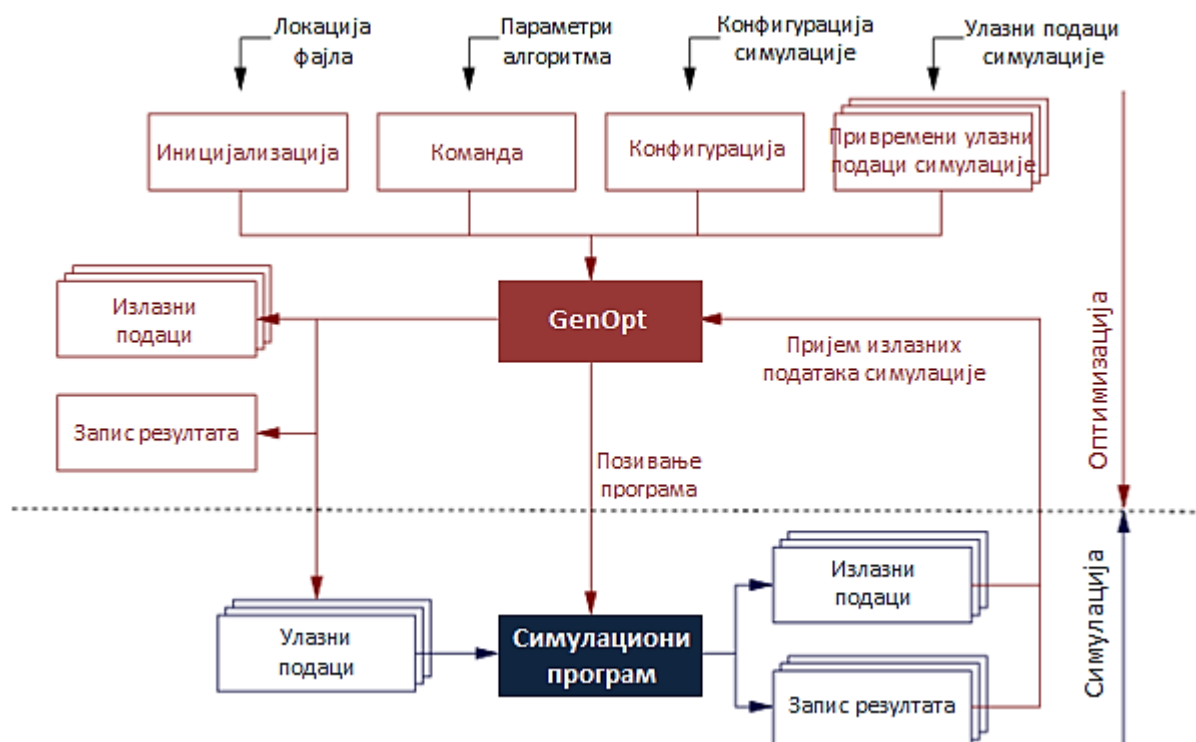 Локација
фајла
Параметри
алгоритма
Конфигурација
симулације
Улазни подаци
симулације
Иницијализација
Команда
Конфигурација
Привремени улазни
подаци симулације
Излазни
подаци
GenOpt
Пријем излазних
података симулације
Оптимизација
Запис резултата
Позивање
програма
Симулација
Излазни
подаци
Улазни
подаци
Симулациони
програм
Запис резултата